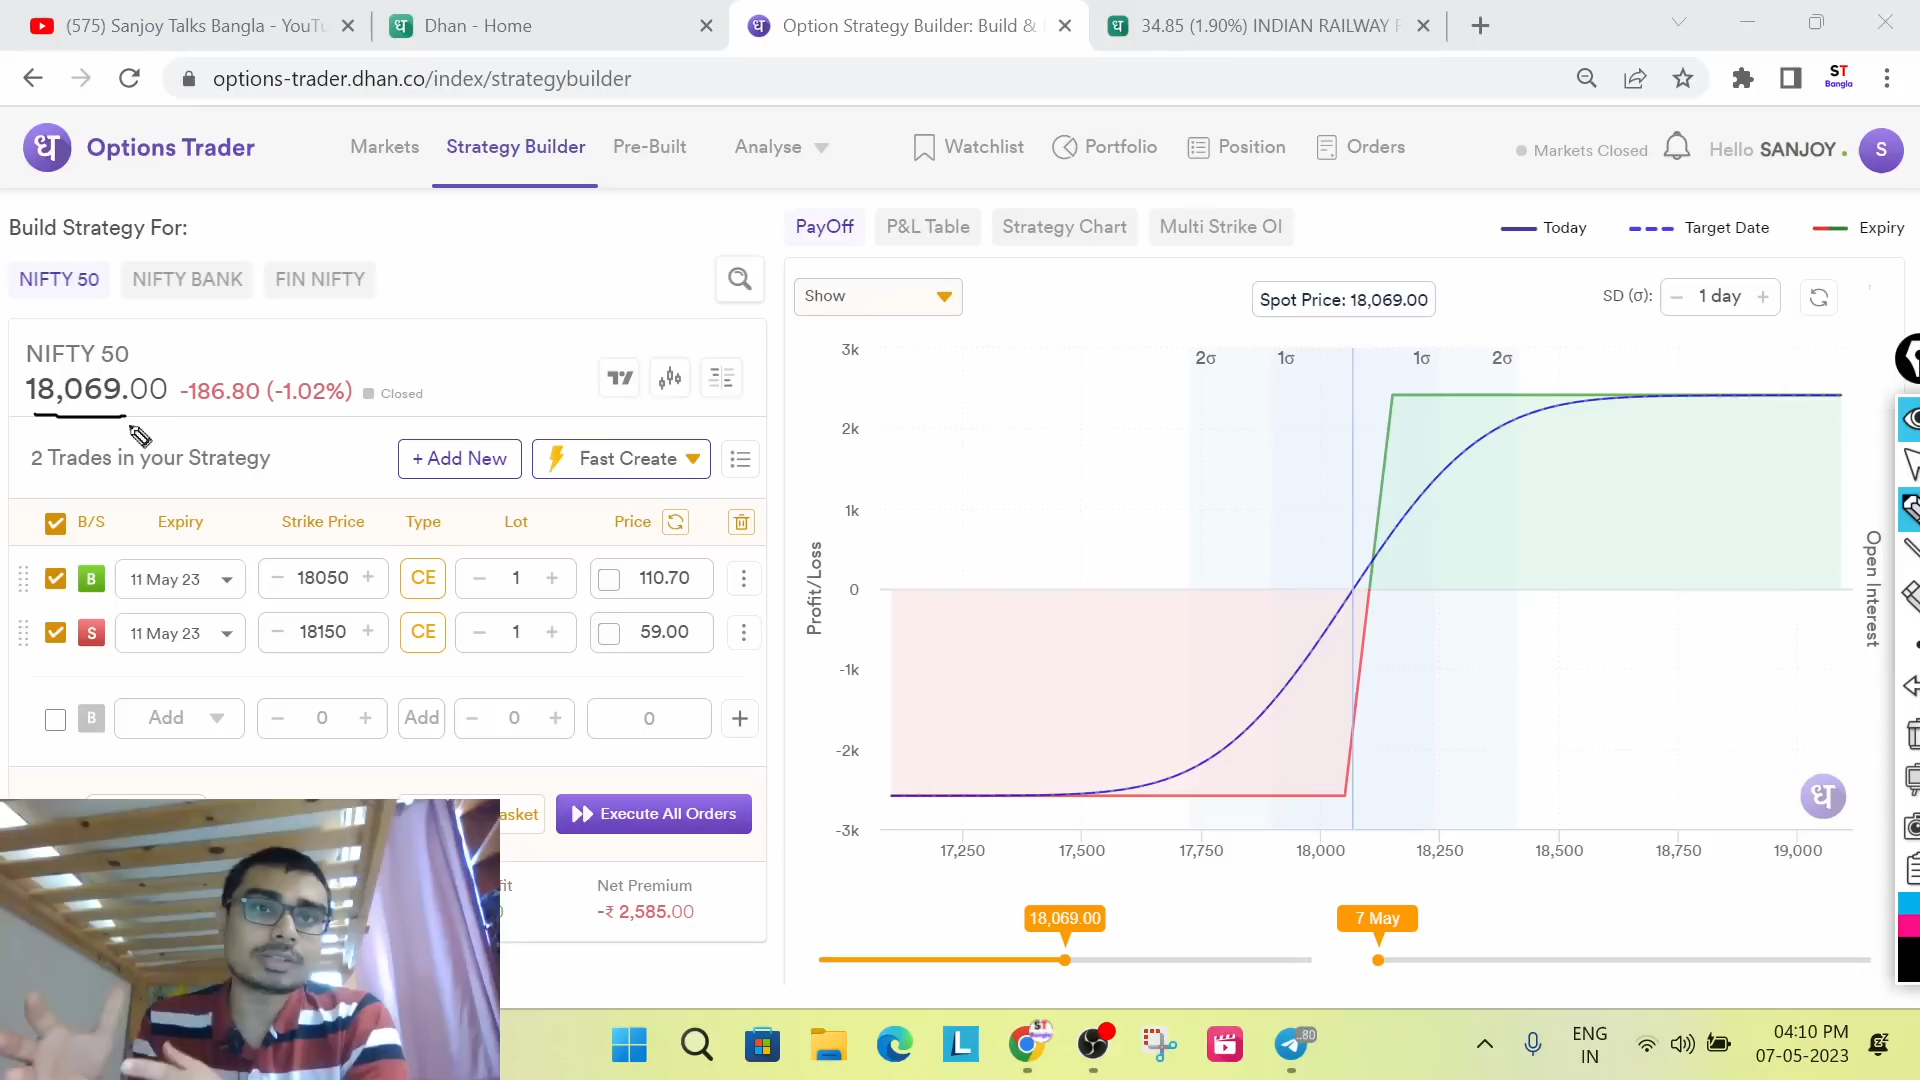 (575) Sanjoy Talks Bangla - YouTu
Dhan - Home
Option Strategy Builder: Build &
34.85 (1.90%) INDIAN RAILWAY F
options-trader.dhan.co/index/strategybuilder
ST
Bangla
ध
Options Trader
Markets
Strategy Builder
Pre-Built
Analyse
Watchlist
Portfolio
Position
Orders
Markets Closed
Hello SANJOY .
S
Build Strategy For:
NIFTY 50
NIFTY BANK
FIN NIFTY
NIFTY 50
18,069.00 -186.80 (-1.02%) Closed
2 Trades in your Strategy
+ Add New
Fast Create
B/S Expiry Strike Price Type Lot Price
B 11 May 23 − 18050 + CE − 1 + 110.70
S 11 May 23 − 18150 + CE − 1 + 59.00
B Add − 0 + Add − 0 + 0 +
asket
Execute All Orders
Net Premium
-₹ 2,585.00
PayOff
P&L Table
Strategy Chart
Multi Strike OI
Today
Target Date
Expiry
Show
Spot Price: 18,069.00
SD (σ): − 1 day +
2σ 1σ 1σ 2σ
3k
2k
1k
0
-1k
-2k
-3k
Profit/Loss
Open Interest
ध
17,250 17,500 17,750 18,000 18,250 18,500 18,750 19,000
18,069.00
7 May
L
ST
80
ENG
IN
04:10 PM
07-05-2023